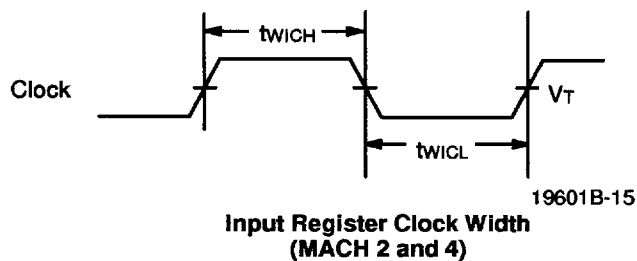 tWICH
Clock
VT
tWICL
19601B-15
Input Register Clock Width
(MACH 2 and 4)